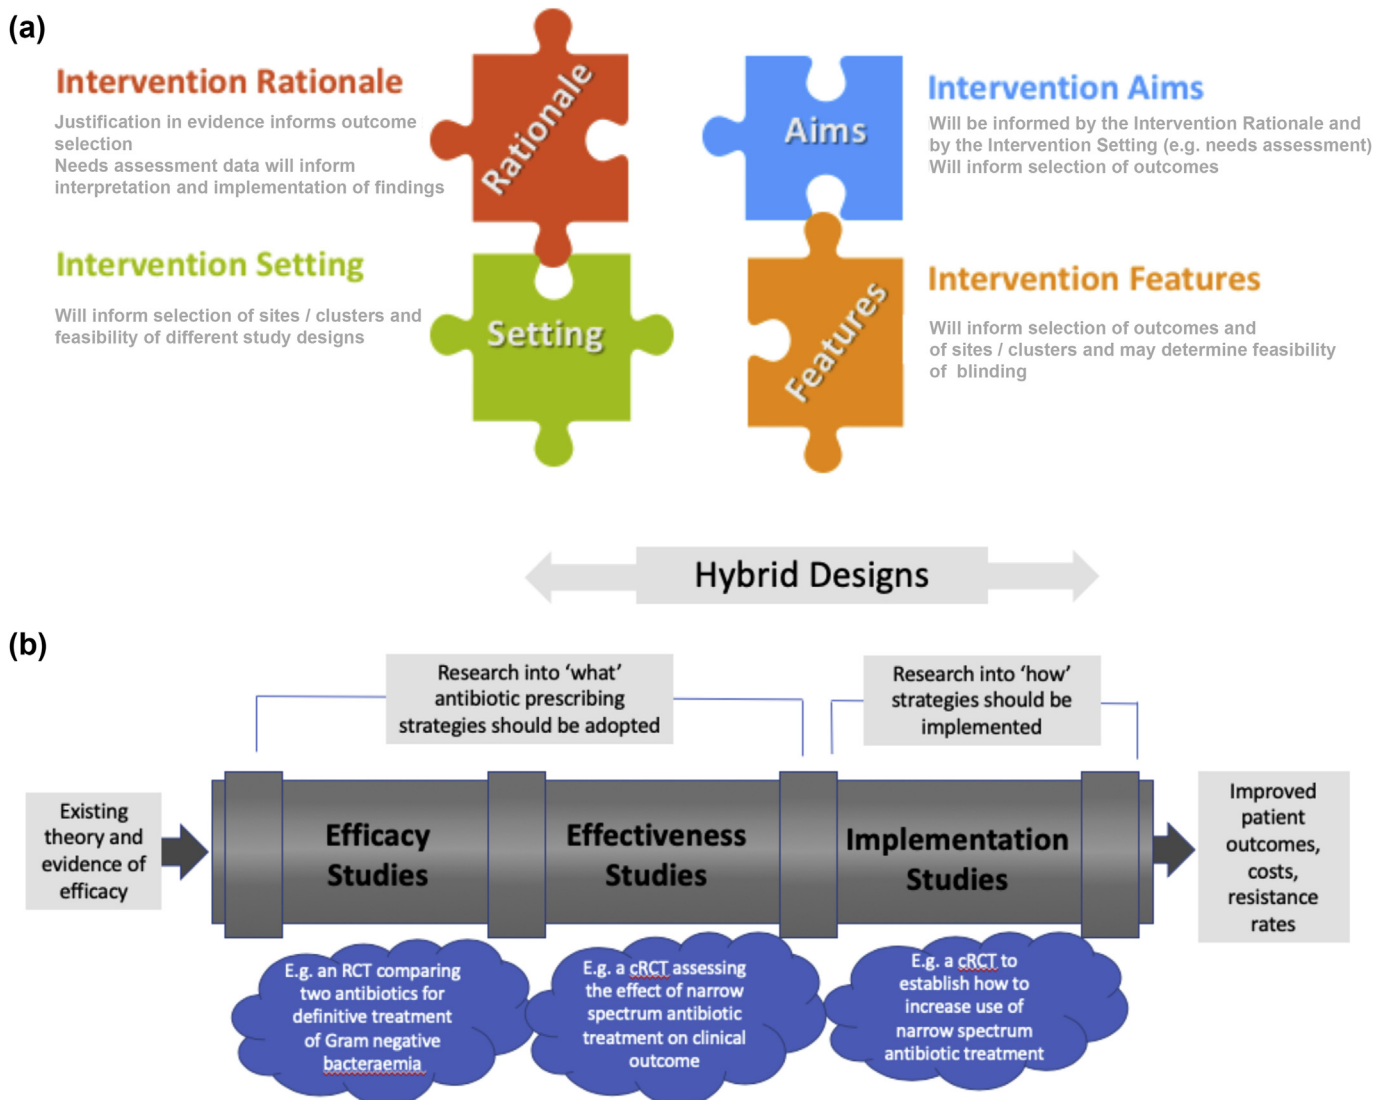 (a)
Intervention Rationale
Justification in evidence informs outcome
selection
Needs assessment data will inform
interpretation and implementation of findings
Rationale
Aims
Intervention Aims
Will be informed by the Intervention Rationale and
by the Intervention Setting (e.g. needs assessment)
Will inform selection of outcomes
Intervention Setting
Will inform selection of sites / clusters and
feasibility of different study designs
Setting
Features
Intervention Features
Will inform selection of outcomes and
of sites / clusters and may determine feasibility
of blinding
Hybrid Designs
(b)
Research into ‘what’
antibiotic prescribing
strategies should be adopted
Research into ‘how’
strategies should be
implemented
Existing
theory and
evidence of
efficacy
Efficacy
Studies
Effectiveness
Studies
Implementation
Studies
Improved
patient
outcomes,
costs,
resistance
rates
E.g. an RCT comparing
two antibiotics for
definitive treatment
of Gram negative
bacteraemia
E.g. a cRCT assessing
the effect of narrow
spectrum antibiotic
treatment on clinical
outcome
E.g. a cRCT to
establish how to
increase use of
narrow spectrum
antibiotic treatment